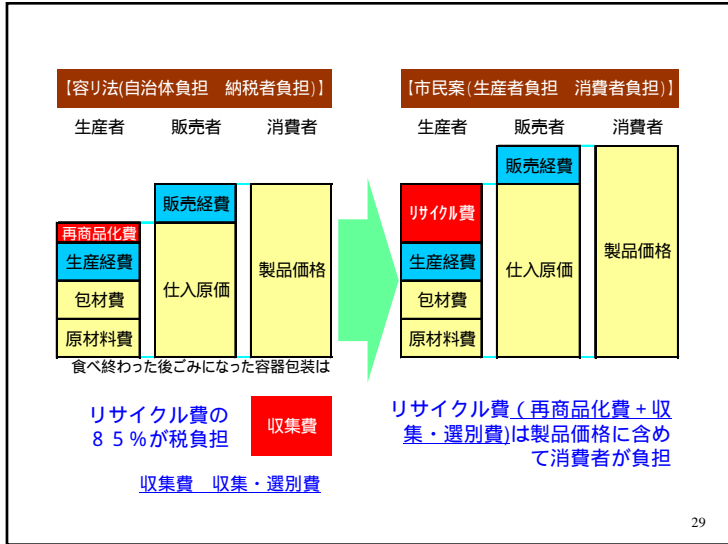 【容リ法(自治体負担　納税者負担)】
生産者　販売者　消費者
販売経費
再商品化費
生産経費
包材費
原材料費
仕入原価
製品価格
食べ終わった後ごみになった容器包装は
リサイクル費の
８５％が税負担
収集費
収集費　収集・選別費
【市民案(生産者負担　消費者負担)】
生産者　販売者　消費者
販売経費
リサイクル費
生産経費
包材費
原材料費
仕入原価
製品価格
リサイクル費(再商品化費+収
集・選別費)は製品価格に含め
て消費者が負担
29